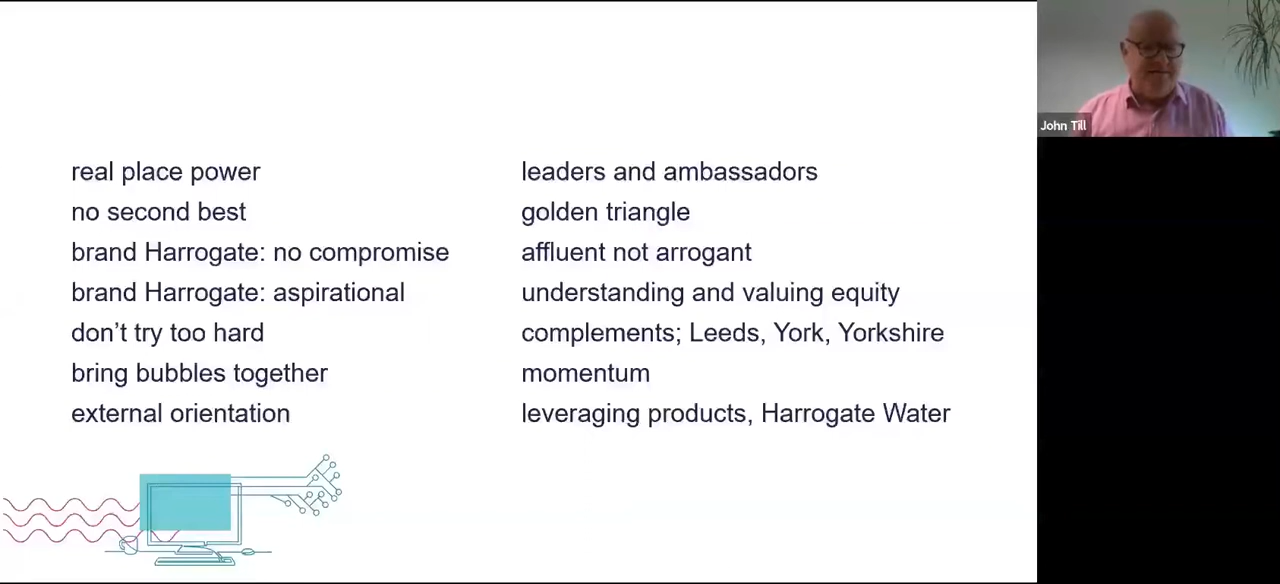 real place power
no second best
brand Harrogate: no compromise
brand Harrogate: aspirational
don’t try too hard
bring bubbles together
external orientation
leaders and ambassadors
golden triangle
affluent not arrogant
understanding and valuing equity
complements; Leeds, York, Yorkshire
momentum
leveraging products, Harrogate Water
John Till